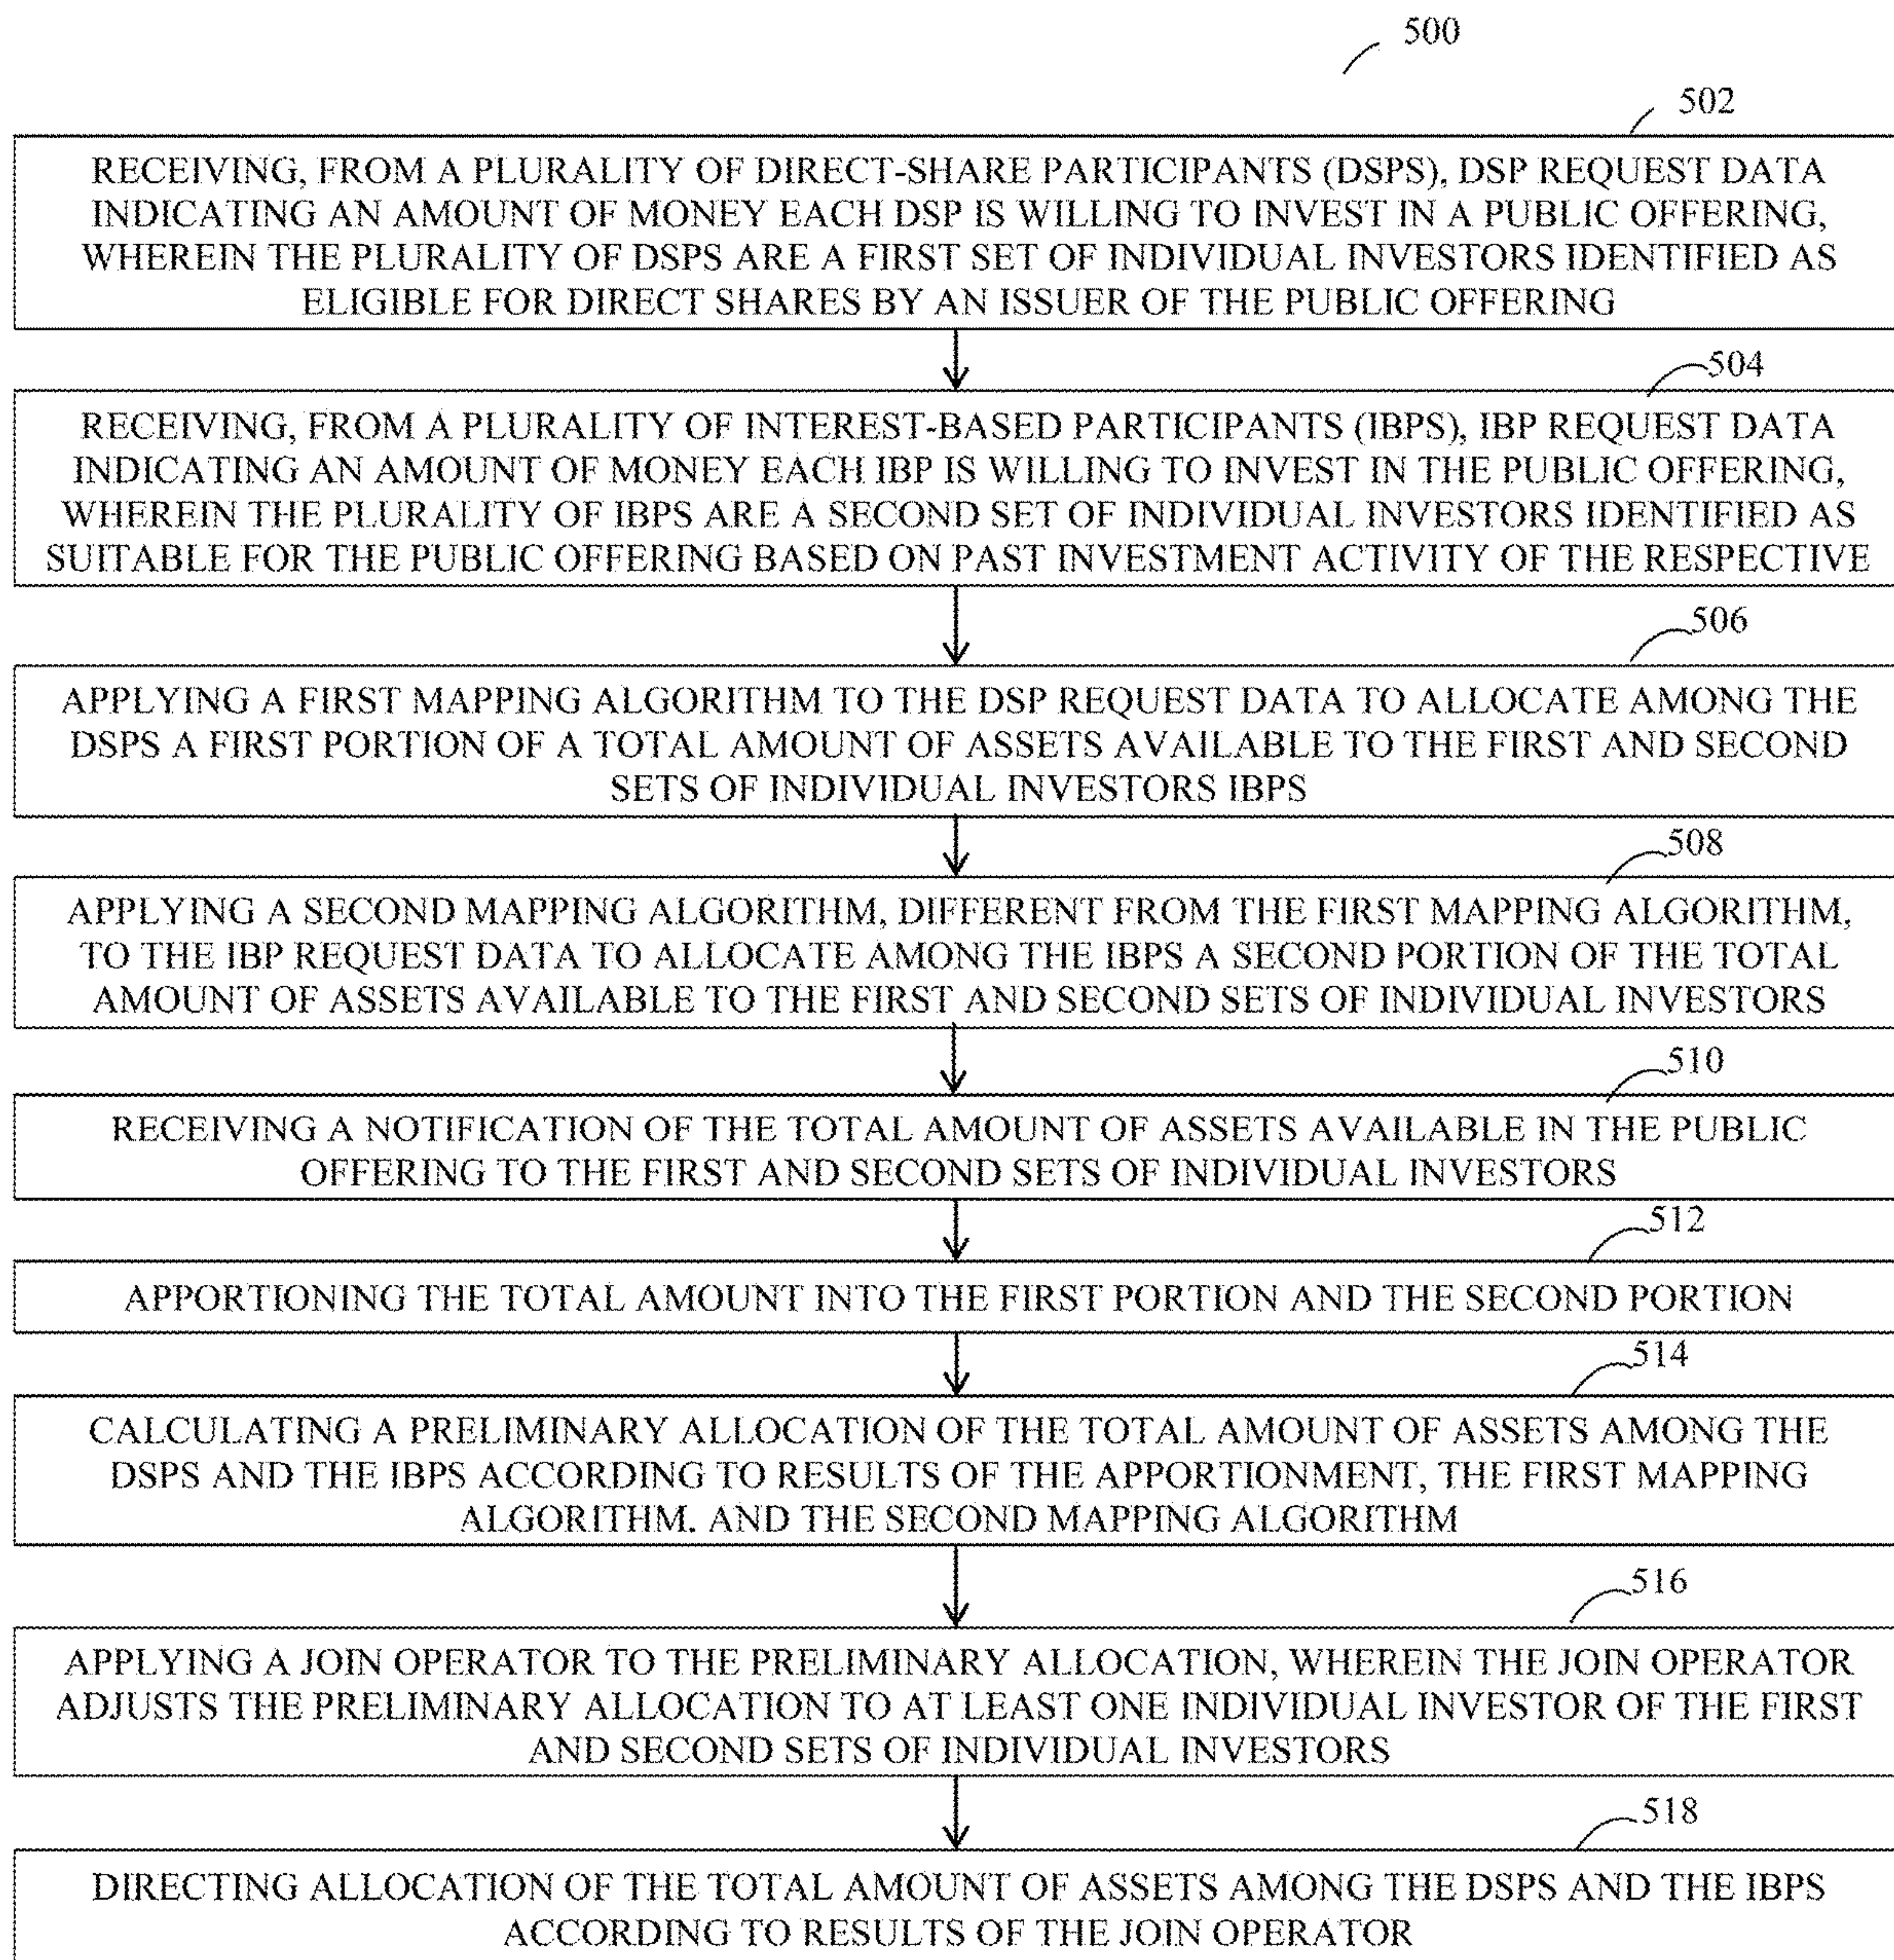 500
502
RECEIVING, FROM A PLURALITY OF DIRECT-SHARE PARTICIPANTS (DSPS), DSP REQUEST DATA
INDICATING AN AMOUNT OF MONEY EACH DSP IS WILLING TO INVEST IN A PUBLIC OFFERING,
WHEREIN THE PLURALITY OF DSPS ARE A FIRST SET OF INDIVIDUAL INVESTORS IDENTIFIED AS
ELIGIBLE FOR DIRECT SHARES BY AN ISSUER OF THE PUBLIC OFFERING
504
RECEIVING, FROM A PLURALITY OF INTEREST-BASED PARTICIPANTS (IBPS), IBP REQUEST DATA
INDICATING AN AMOUNT OF MONEY EACH IBP IS WILLING TO INVEST IN THE PUBLIC OFFERING,
WHEREIN THE PLURALITY OF IBPS ARE A SECOND SET OF INDIVIDUAL INVESTORS IDENTIFIED AS
SUITABLE FOR THE PUBLIC OFFERING BASED ON PAST INVESTMENT ACTIVITY OF THE RESPECTIVE
506
APPLYING A FIRST MAPPING ALGORITHM TO THE DSP REQUEST DATA TO ALLOCATE AMONG THE
DSPS A FIRST PORTION OF A TOTAL AMOUNT OF ASSETS AVAILABLE TO THE FIRST AND SECOND
SETS OF INDIVIDUAL INVESTORS IBPS
508
APPLYING A SECOND MAPPING ALGORITHM, DIFFERENT FROM THE FIRST MAPPING ALGORITHM,
TO THE IBP REQUEST DATA TO ALLOCATE AMONG THE IBPS A SECOND PORTION OF THE TOTAL
AMOUNT OF ASSETS AVAILABLE TO THE FIRST AND SECOND SETS OF INDIVIDUAL INVESTORS
510
RECEIVING A NOTIFICATION OF THE TOTAL AMOUNT OF ASSETS AVAILABLE IN THE PUBLIC
OFFERING TO THE FIRST AND SECOND SETS OF INDIVIDUAL INVESTORS
512
APPORTIONING THE TOTAL AMOUNT INTO THE FIRST PORTION AND THE SECOND PORTION
514
CALCULATING A PRELIMINARY ALLOCATION OF THE TOTAL AMOUNT OF ASSETS AMONG THE
DSPS AND THE IBPS ACCORDING TO RESULTS OF THE APPORTIONMENT, THE FIRST MAPPING
ALGORITHM. AND THE SECOND MAPPING ALGORITHM
516
APPLYING A JOIN OPERATOR TO THE PRELIMINARY ALLOCATION, WHEREIN THE JOIN OPERATOR
ADJUSTS THE PRELIMINARY ALLOCATION TO AT LEAST ONE INDIVIDUAL INVESTOR OF THE FIRST
AND SECOND SETS OF INDIVIDUAL INVESTORS
518
DIRECTING ALLOCATION OF THE TOTAL AMOUNT OF ASSETS AMONG THE DSPS AND THE IBPS
ACCORDING TO RESULTS OF THE JOIN OPERATOR